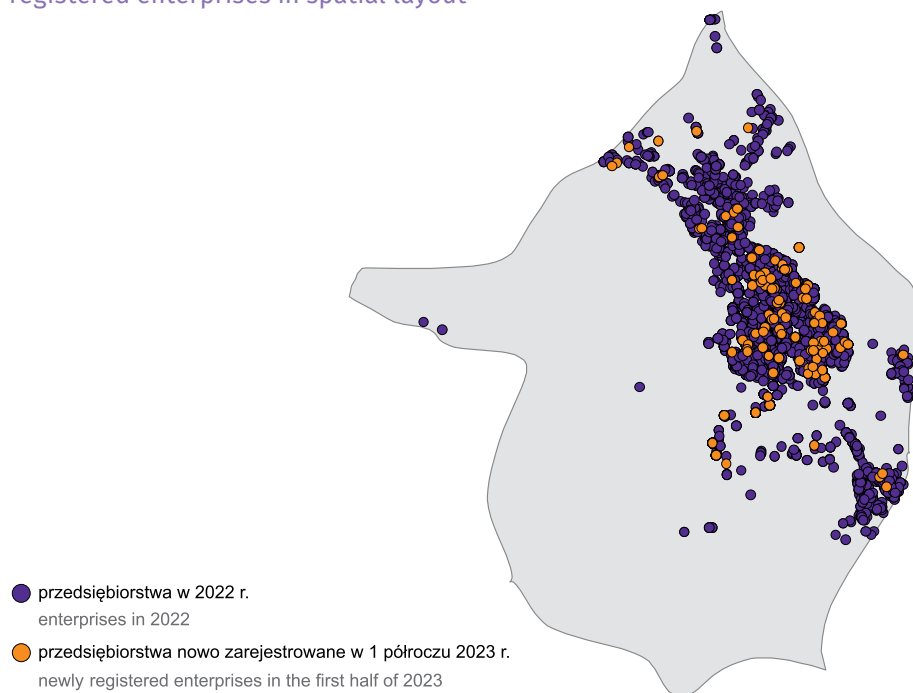 registered enterprises in spatial layout
przedsiębiorstwa w 2022 r.
enterprises in 2022
przedsiębiorstwa nowo zarejestrowane w 1 półroczu 2023 r.
newly registered enterprises in the first half of 2023